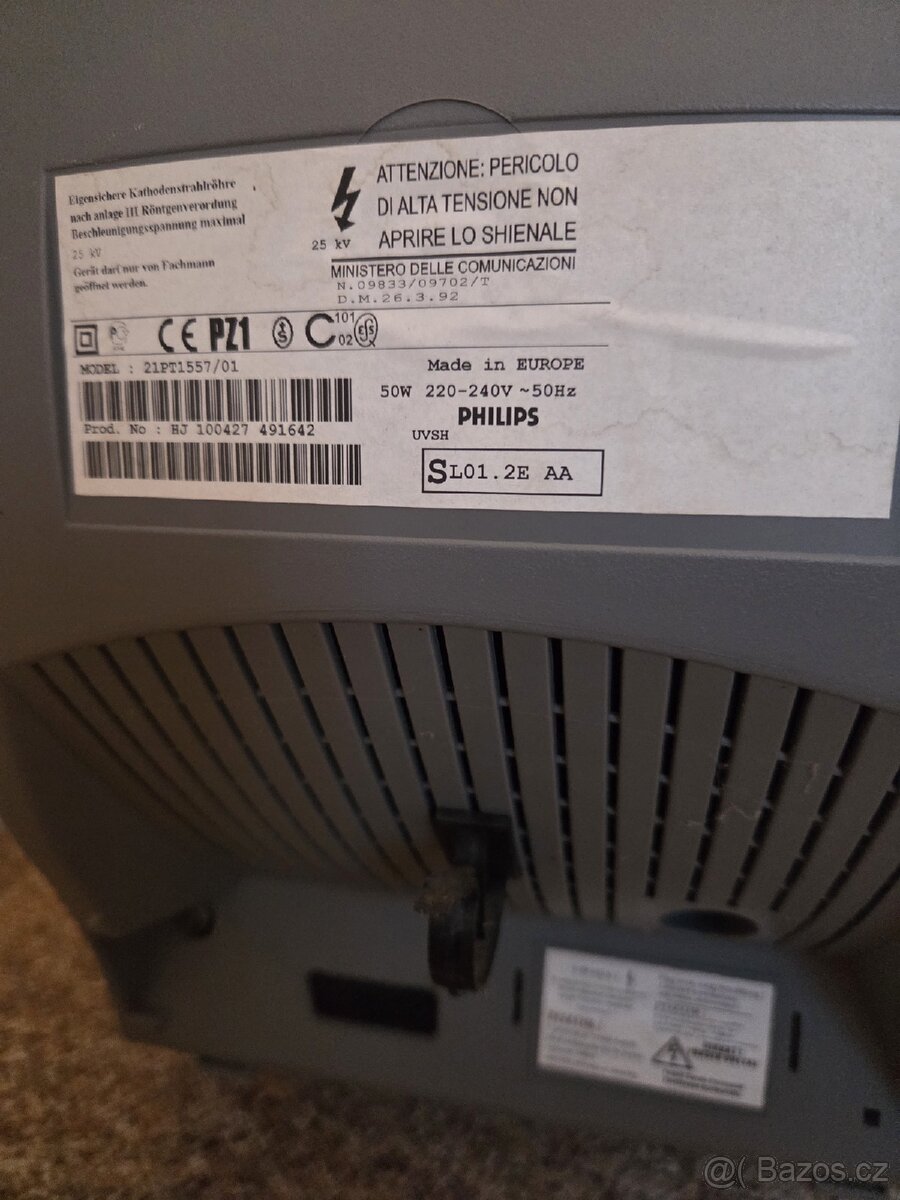 Eigensichere Kathodenstrahlröhre
nach anlage III Röntgenverordung
Beschleunigungsspannung maximal
25 kV
Gerät darf nur von Fachmann
geöffnet werden.
25 kV
ATTENZIONE: PERICOLO
DI ALTA TENSIONE NON
APRIRE LO SHIENALE
MINISTERO DELLE COMUNICAZIONI
N.09833/09702/T
D.M.26.3.92
CE PZ1 S C 101 02
MODEL : 21PT1557/01
Made in EUROPE
50W 220-240V ~50Hz
PHILIPS
Prod. No : HJ 100427 491642
UVSH
SL01.2E AA
@( Bazos.cz